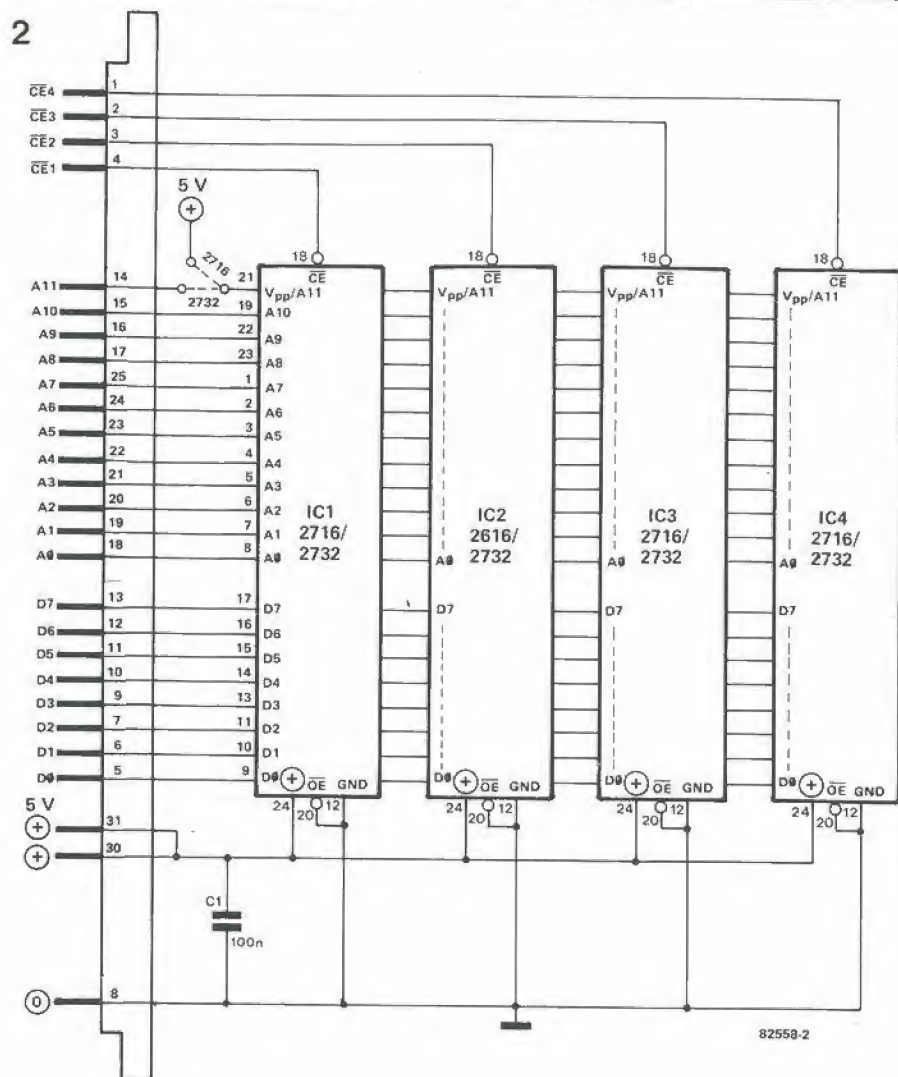 2
CE4 1
CE3 2
CE2 3
CE1 4
5 V
+
2716
2732
18 18 18 18
CE CE CE CE
A11 14 21 Vpp/A11 Vpp/A11 Vpp/A11 Vpp/A11
A10 15 19 A10
A9 16 22 A9
A8 17 23 A8
A7 25 1 A7
A6 24 2 A6
A5 23 3 A5
A4 22 4 A4
A3 21 5 A3
A2 20 6 A2
A1 19 7 A1
A0 18 8 A0 A0 A0 A0
IC1 IC2 IC3 IC4
2716/ 2616/ 2716/ 2716/
2732 2732 2732 2732
D7 13 17 D7 D7 D7 D7
D6 12 16 D6
D5 11 15 D5
D4 10 14 D4
D3 9 13 D3
D2 7 11 D2
D1 6 10 D1
D0 5 9 D0 D0 D0 D0
+ OE GND + OE GND + OE GND + OE GND
24 20 12 24 20 12 24 20 12 24 20 12
5 V
+ 31
+ 30
C1
100n
0 8
82558-2